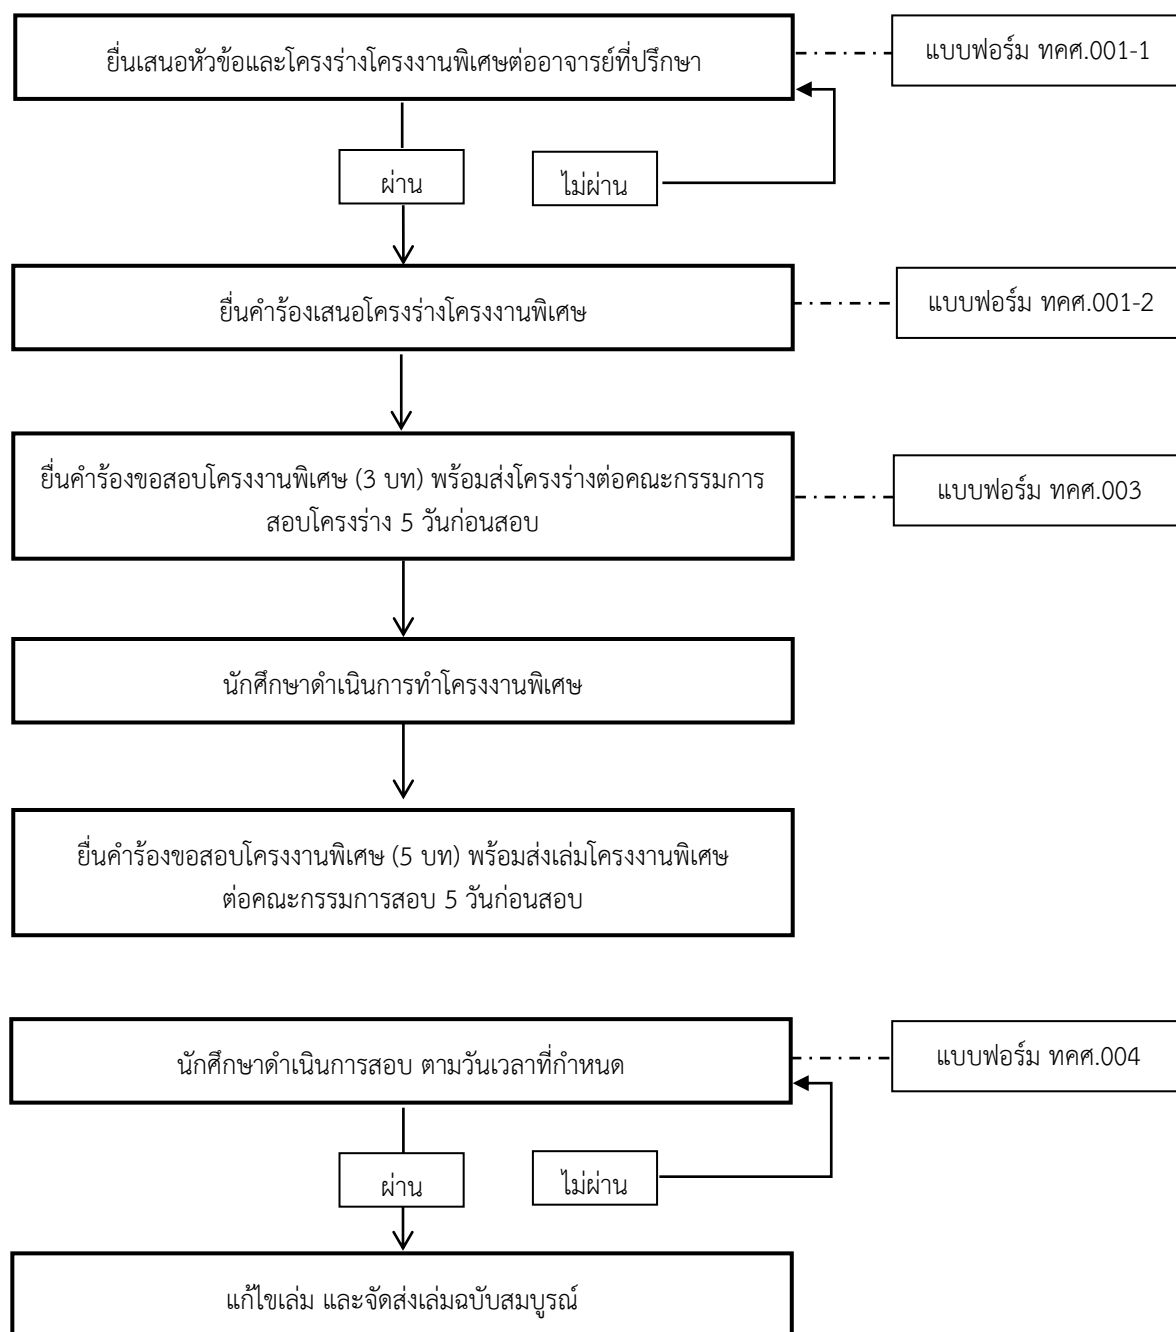 ยื่นเสนอหัวข้อและโครงร่างโครงงานพิเศษต่ออาจารย์ที่ปรึกษา
แบบฟอร์ม ทคศ.001-1
ผ่าน
ไม่ผ่าน
ยื่นคำร้องเสนอโครงร่างโครงงานพิเศษ
แบบฟอร์ม ทคศ.001-2
ยื่นคำร้องขอสอบโครงงานพิเศษ (3 บท) พร้อมส่งโครงร่างต่อคณะกรรมการ
สอบโครงร่าง 5 วันก่อนสอบ
แบบฟอร์ม ทคศ.003
นักศึกษาดำเนินการทำโครงงานพิเศษ
ยื่นคำร้องขอสอบโครงงานพิเศษ (5 บท) พร้อมส่งเล่มโครงงานพิเศษ
ต่อคณะกรรมการสอบ 5 วันก่อนสอบ
นักศึกษาดำเนินการสอบ ตามวันเวลาที่กำหนด
แบบฟอร์ม ทคศ.004
ผ่าน
ไม่ผ่าน
แก้ไขเล่ม และจัดส่งเล่มฉบับสมบูรณ์